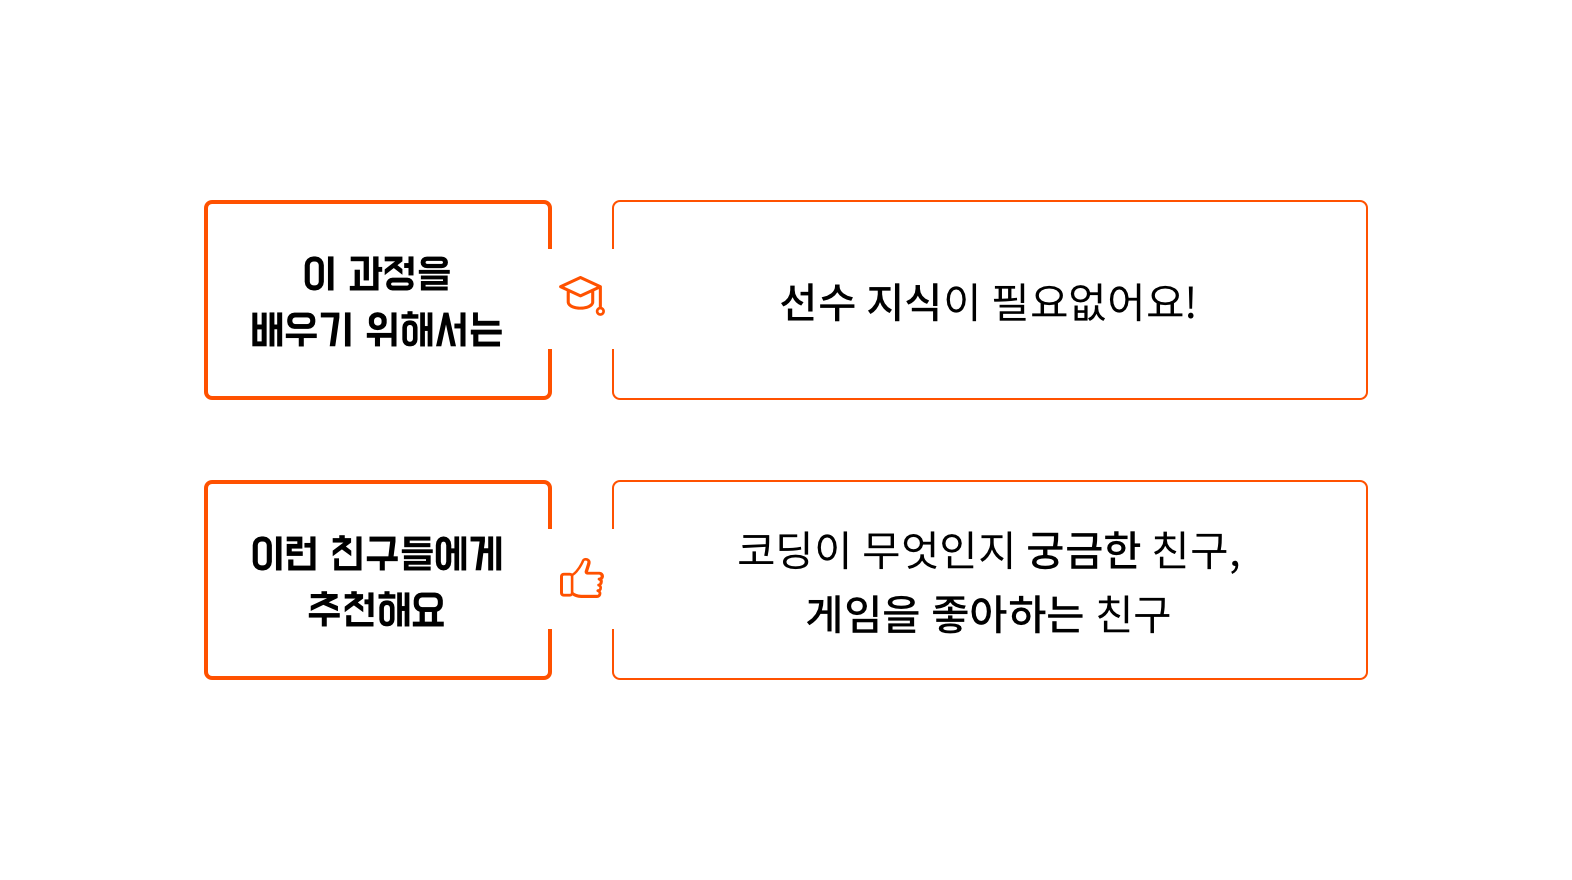 이 과정을
배우기 위해서는
선수 지식이 필요없어요!
이런 친구들에게
추천해요
코딩이 무엇인지 궁금한 친구,
게임을 좋아하는 친구